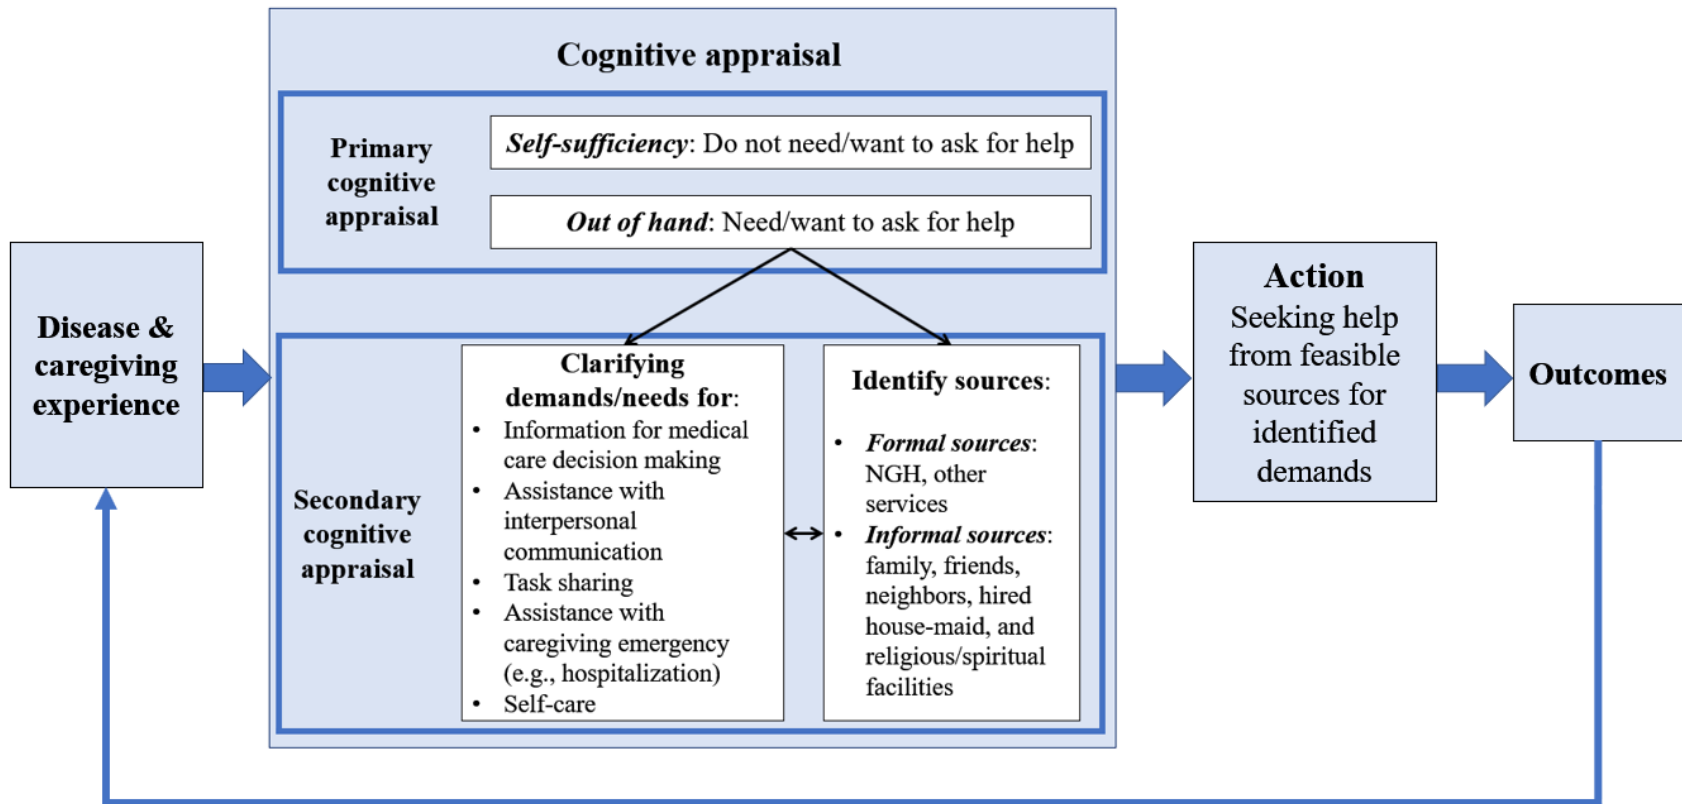 Cognitive appraisal
Primary
cognitive
appraisal
Self-sufficiency: Do not need/want to ask for help
Out of hand: Need/want to ask for help
Disease &
caregiving
experience
Secondary
cognitive
appraisal
Clarifying
demands/needs for:
• Information for medical
care decision making
• Assistance with
interpersonal
communication
• Task sharing
• Assistance with
caregiving emergency
(e.g., hospitalization)
• Self-care
Identify sources:
• Formal sources:
NGH, other
services
• Informal sources:
family, friends,
neighbors, hired
house-maid, and
religious/spiritual
facilities
Action
Seeking help
from feasible
sources for
identified
demands
Outcomes